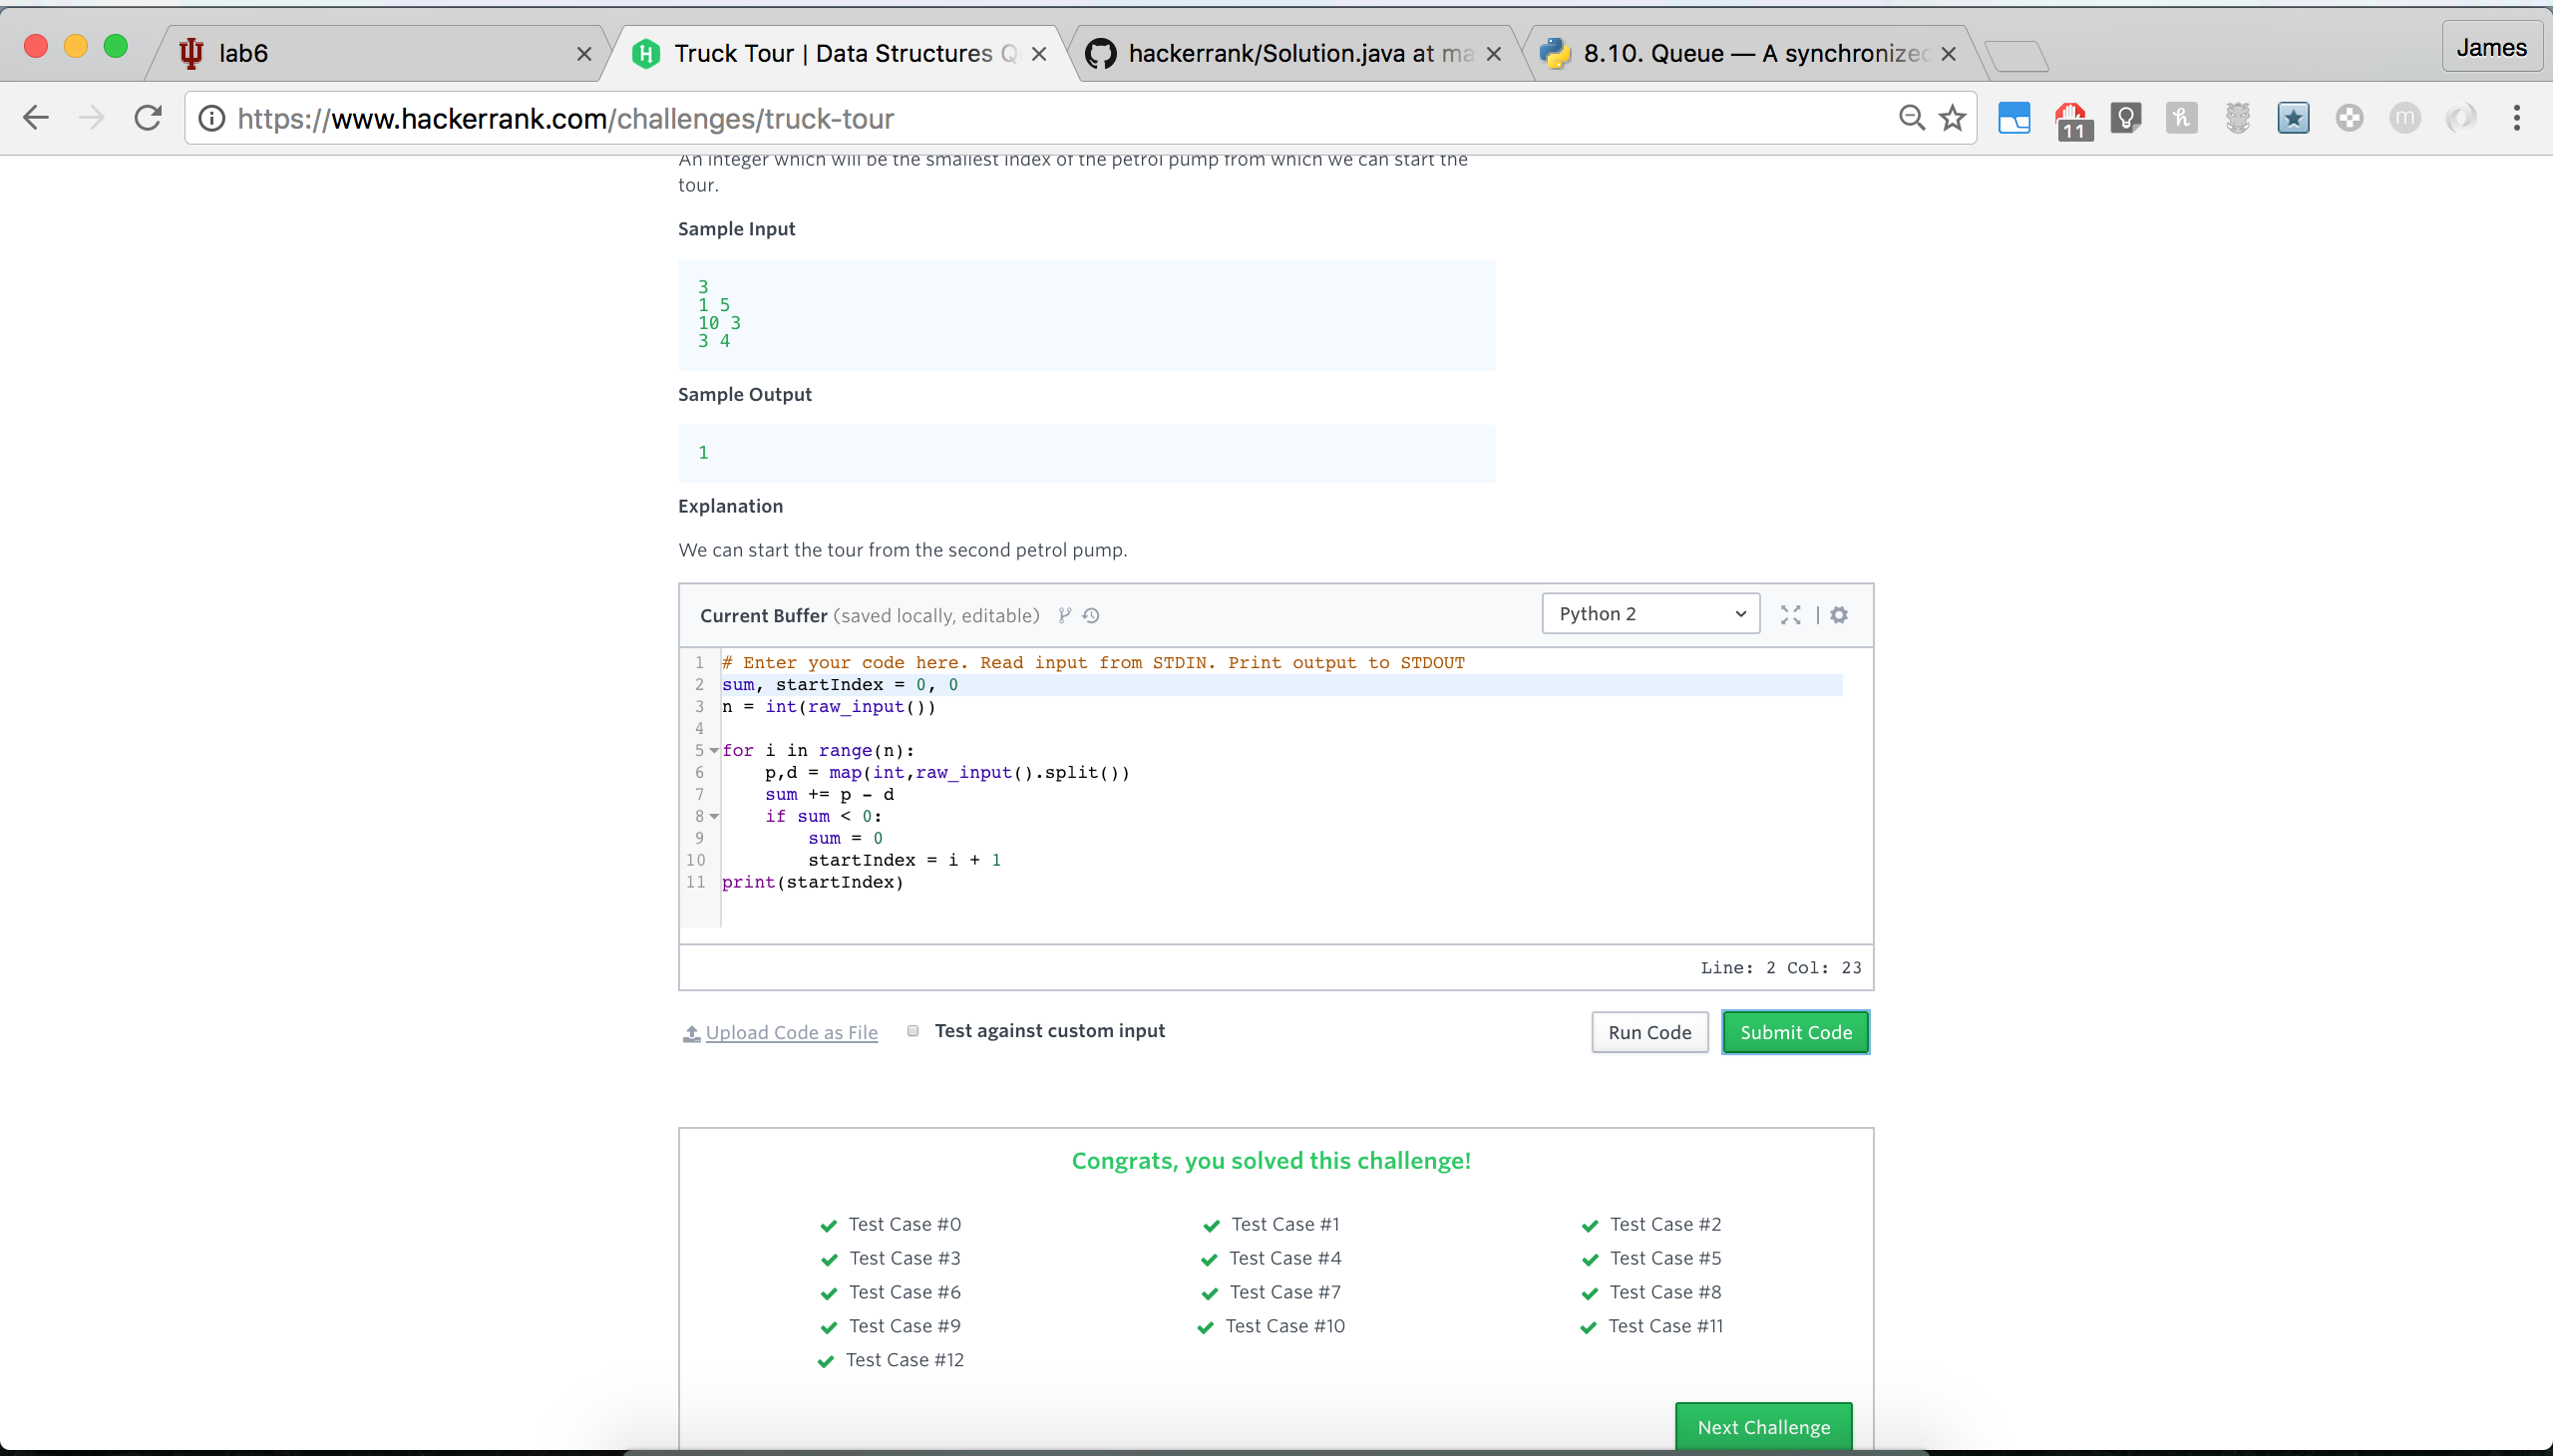 lab6
Truck Tour | Data Structures Q
hackerrank/Solution.java at ma
8.10. Queue — A synchronized
James
https://www.hackerrank.com/challenges/truck-tour
11
An integer which will be the smallest index of the petrol pump from which we can start the
tour.
Sample Input
3
1 5
10 3
3 4
Sample Output
1
Explanation
We can start the tour from the second petrol pump.
Current Buffer (saved locally, editable)
Python 2
1 # Enter your code here. Read input from STDIN. Print output to STDOUT
2 sum, startIndex = 0, 0
3 n = int(raw_input())
4
5 for i in range(n):
6     p,d = map(int,raw_input().split())
7     sum += p - d
8     if sum < 0:
9         sum = 0
10         startIndex = i + 1
11 print(startIndex)
Line: 2 Col: 23
Upload Code as File
Test against custom input
Run Code
Submit Code
Congrats, you solved this challenge!
Test Case #0
Test Case #1
Test Case #2
Test Case #3
Test Case #4
Test Case #5
Test Case #6
Test Case #7
Test Case #8
Test Case #9
Test Case #10
Test Case #11
Test Case #12
Next Challenge